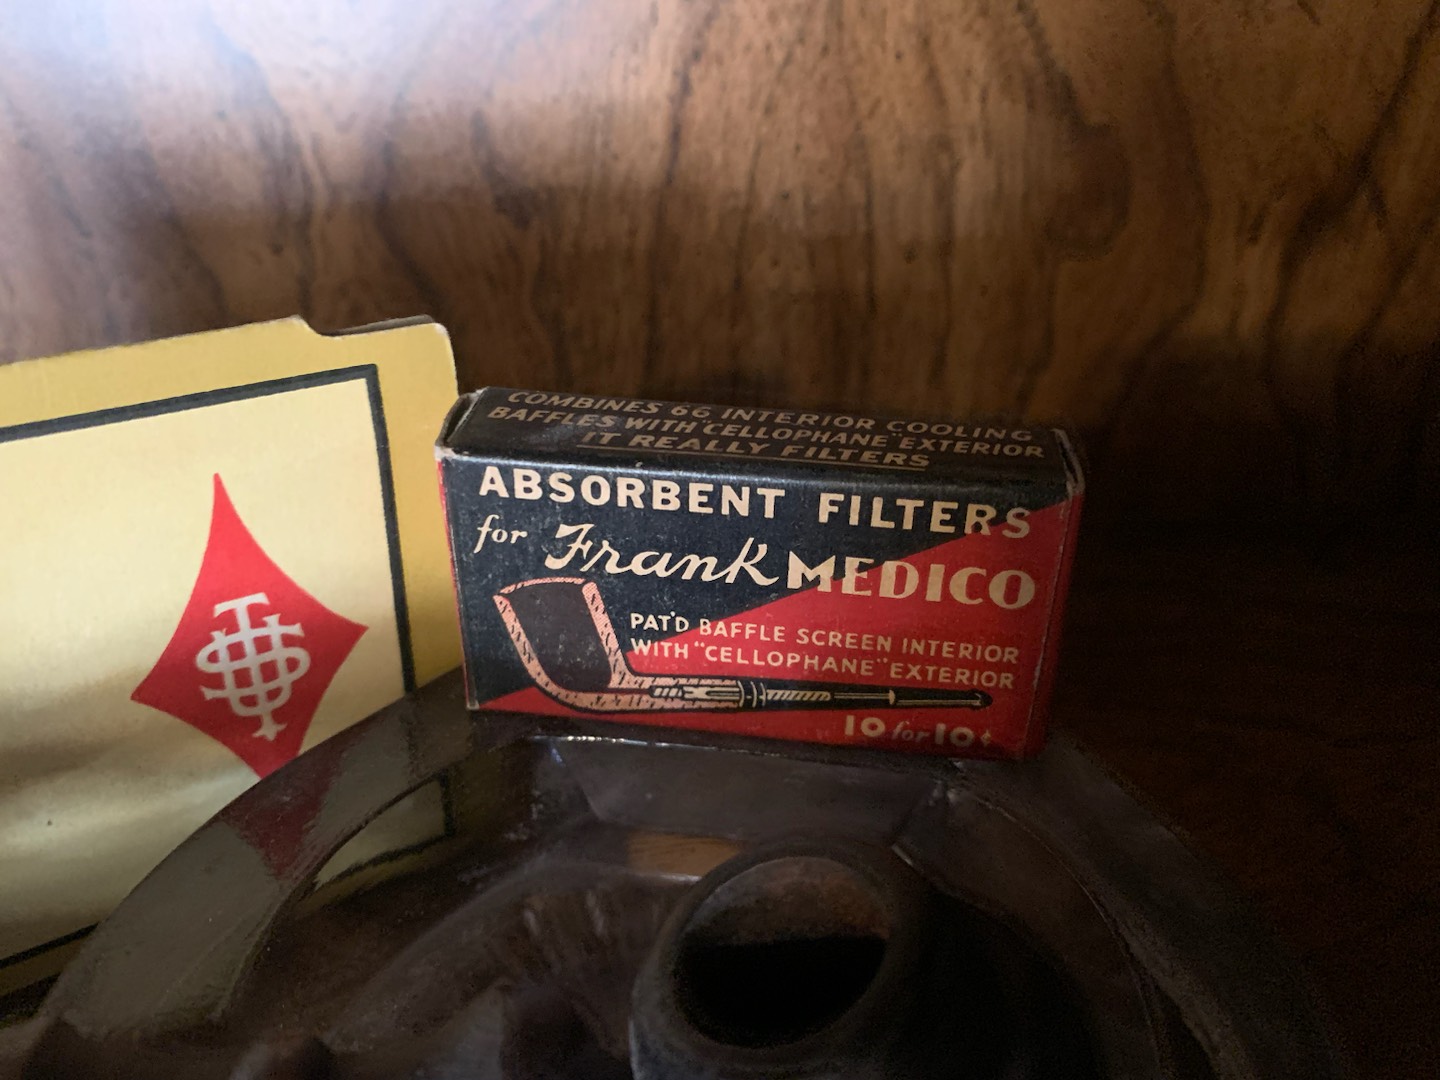 COMBINES 66 INTERIOR COOLING
BAFFLES WITH "CELLOPHANE" EXTERIOR
IT REALLY FILTERS
ABSORBENT FILTERS
for Frank MEDICO
PAT'D BAFFLE SCREEN INTERIOR
WITH "CELLOPHANE" EXTERIOR
10 for 10¢